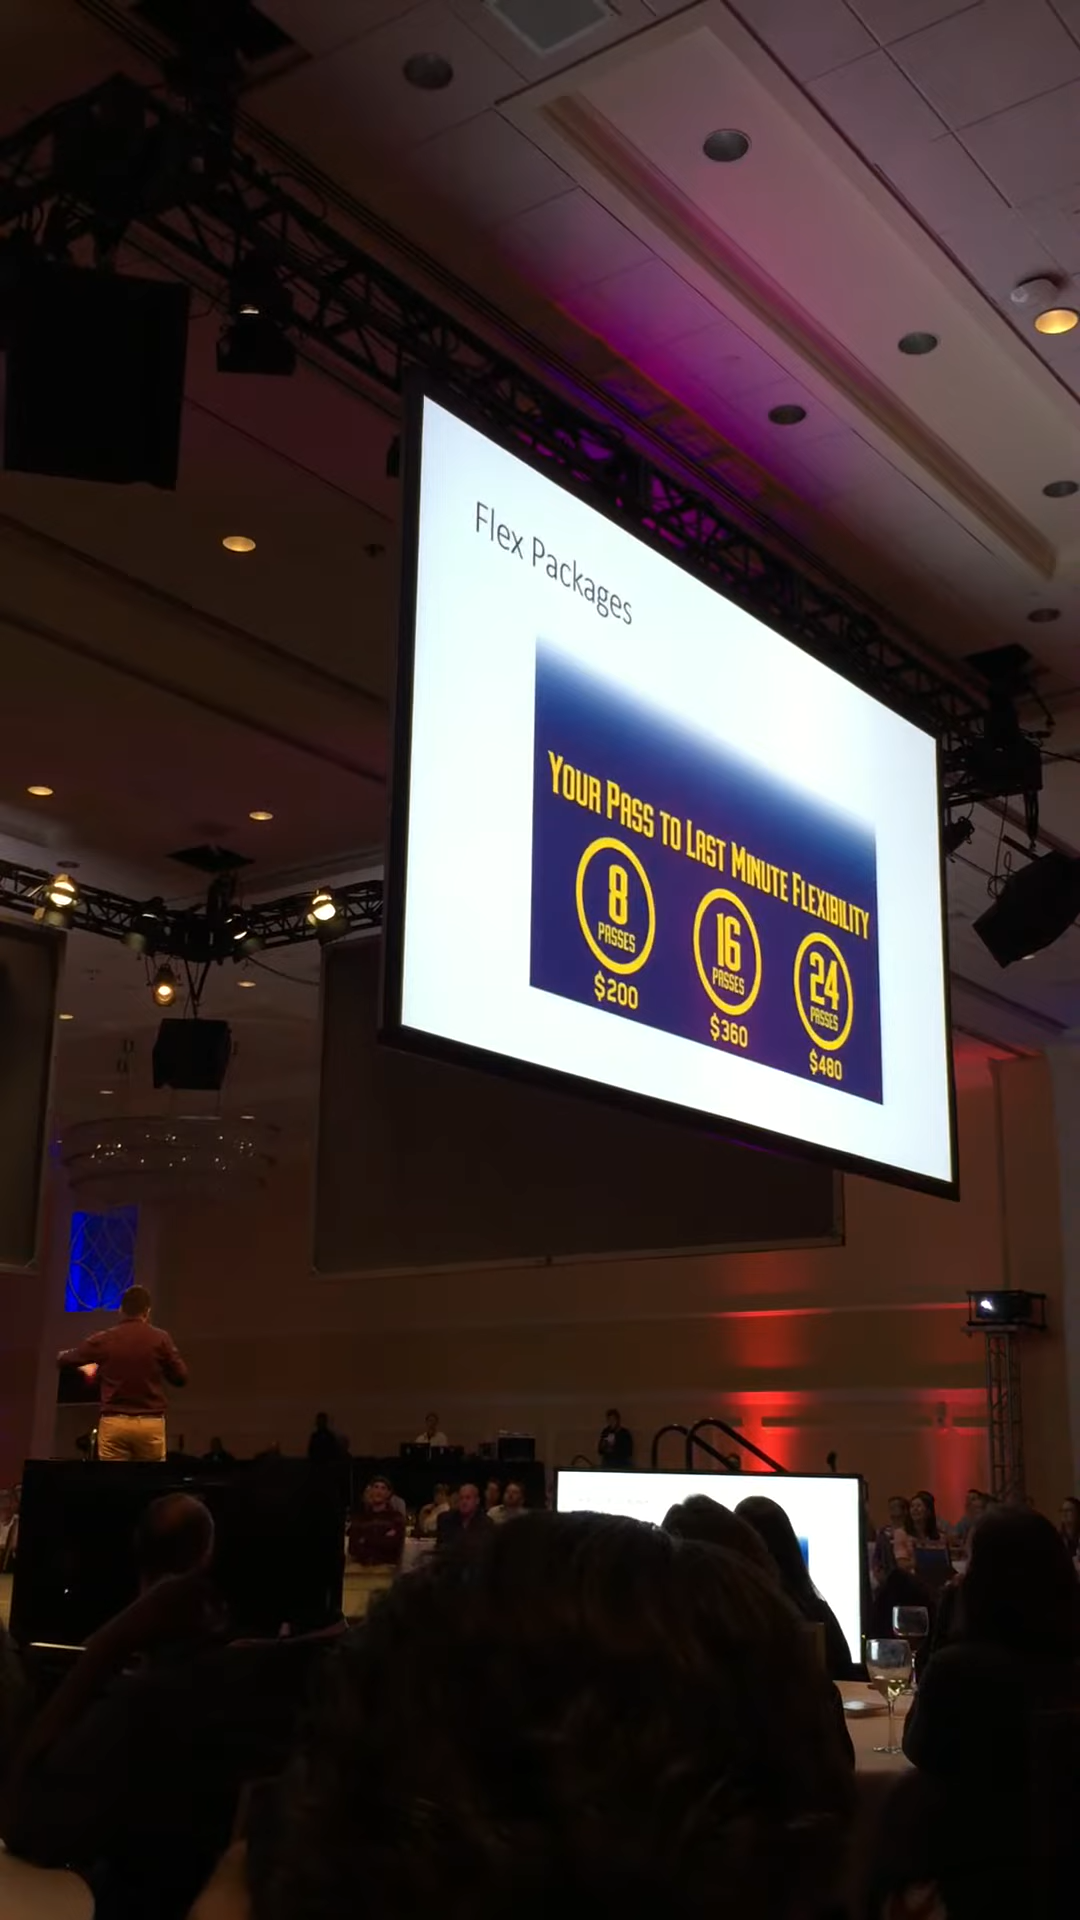 Flex Packages
YOUR PASS TO LAST MINUTE FLEXIBILITY
8
PASSES
$200
16
PASSES
$360
24
PASSES
$480